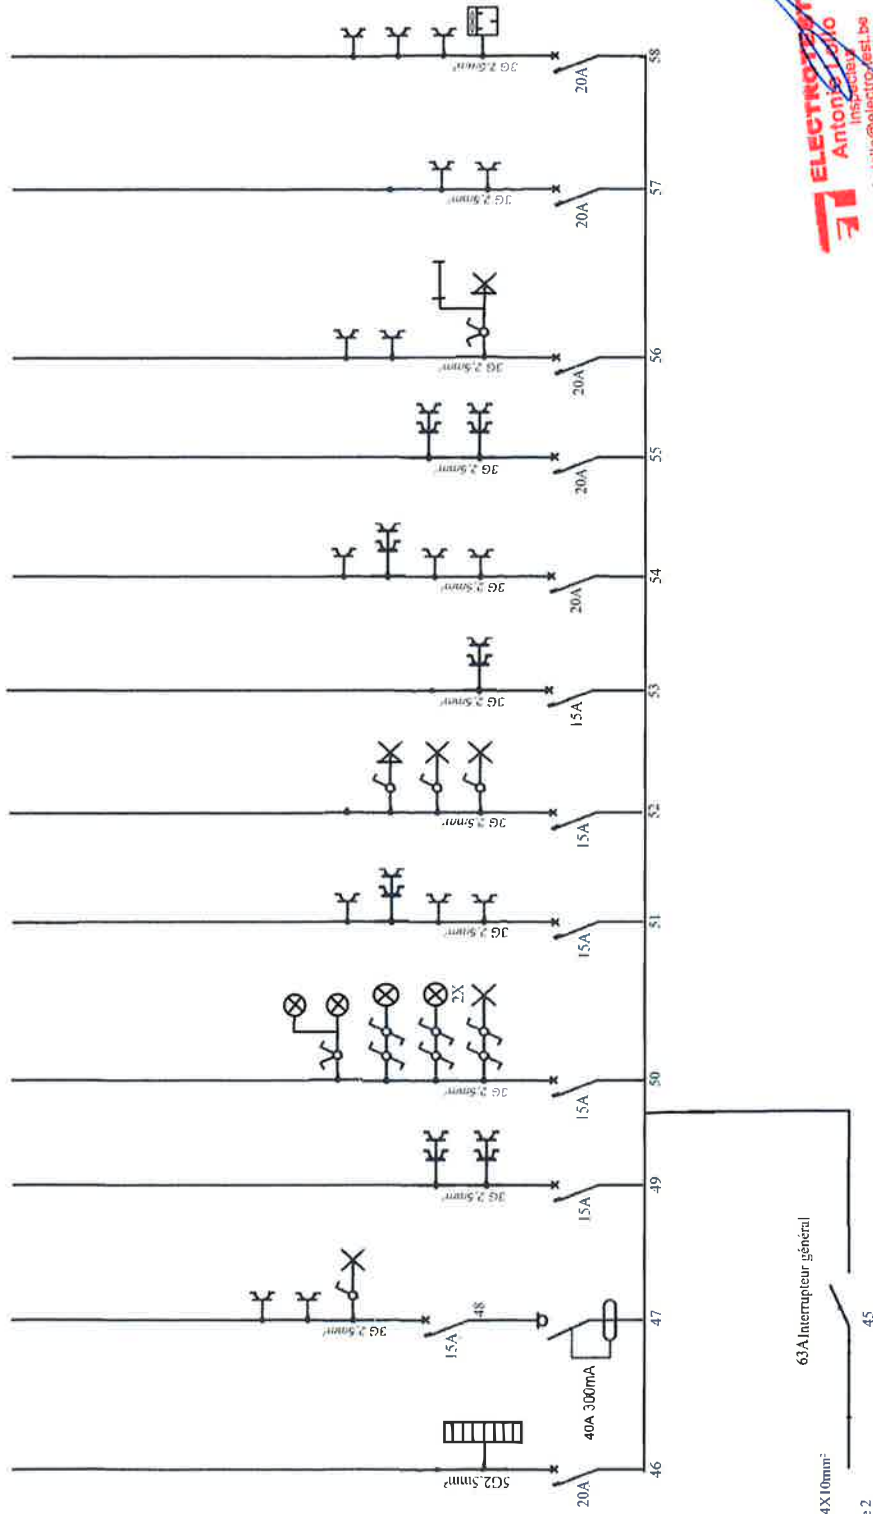 3G 2.5mm²
20A
58
3G 2.5mm²
20A
57
3G 2.5mm²
20A
56
3G 2.5mm²
20A
55
3G 2.5mm²
20A
54
3G 2.5mm²
15A
53
3G 2.5mm²
15A
52
3G 2.5mm²
15A
51
2X
3G 2.5mm²
15A
50
3G 2.5mm²
15A
49
3G 2.5mm²
15A
48
40A 300mA
47
5G2.5mm²
20A
46
63A Interrupteur général
45
4X10mm²
e 2
ELECTROTEST
Inspecteur